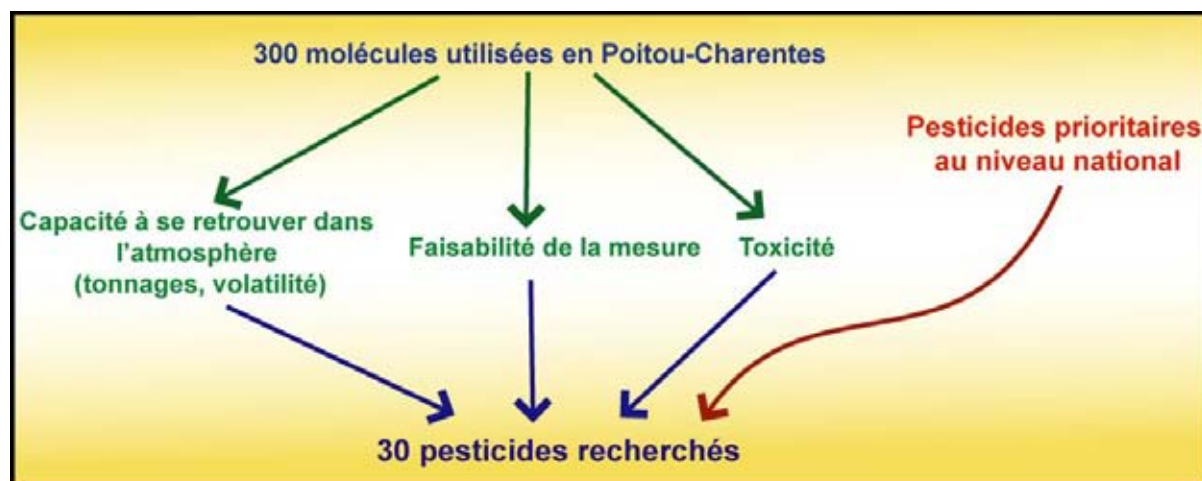 300 molécules utilisées en Poitou-Charentes
Pesticides prioritaires
au niveau national
Capacité à se retrouver dans
l'atmosphère
(tonnages, volatilité)
Faisabilité de la mesure
Toxicité
30 pesticides recherchés